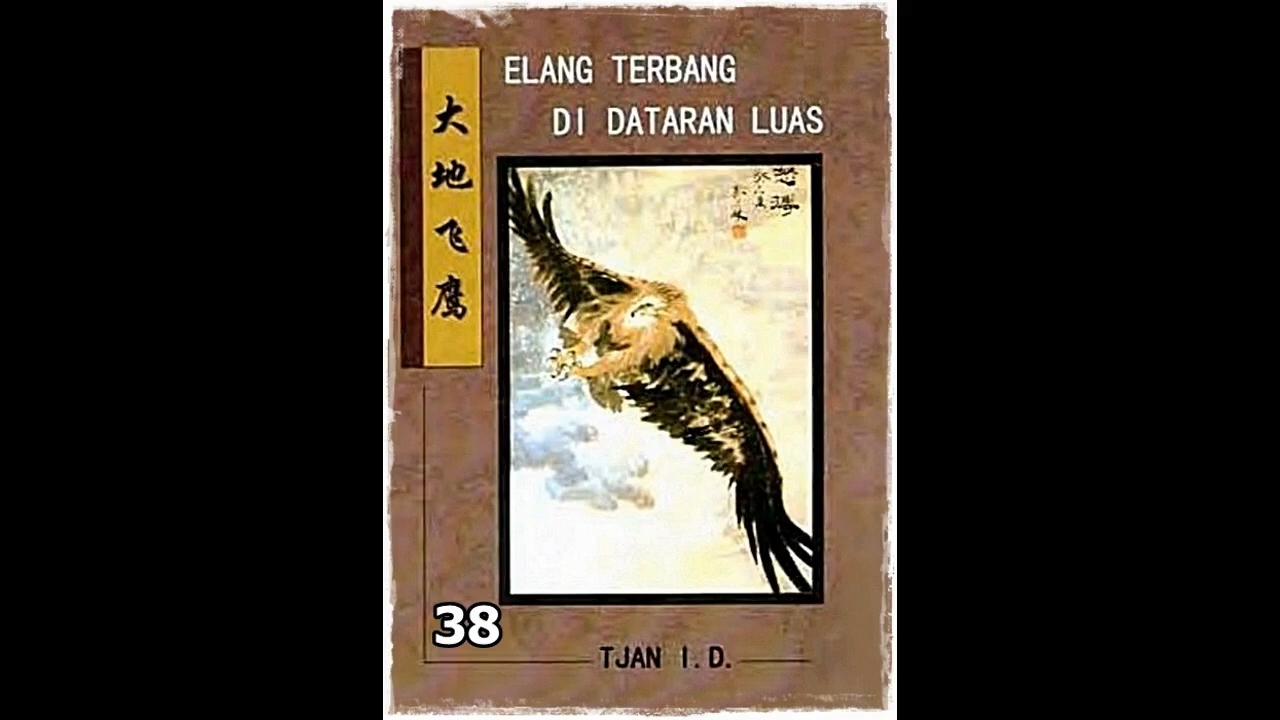 ELANG TERBANG
DI DATARAN LUAS
大地飞鹰
38
TJAN I.D.